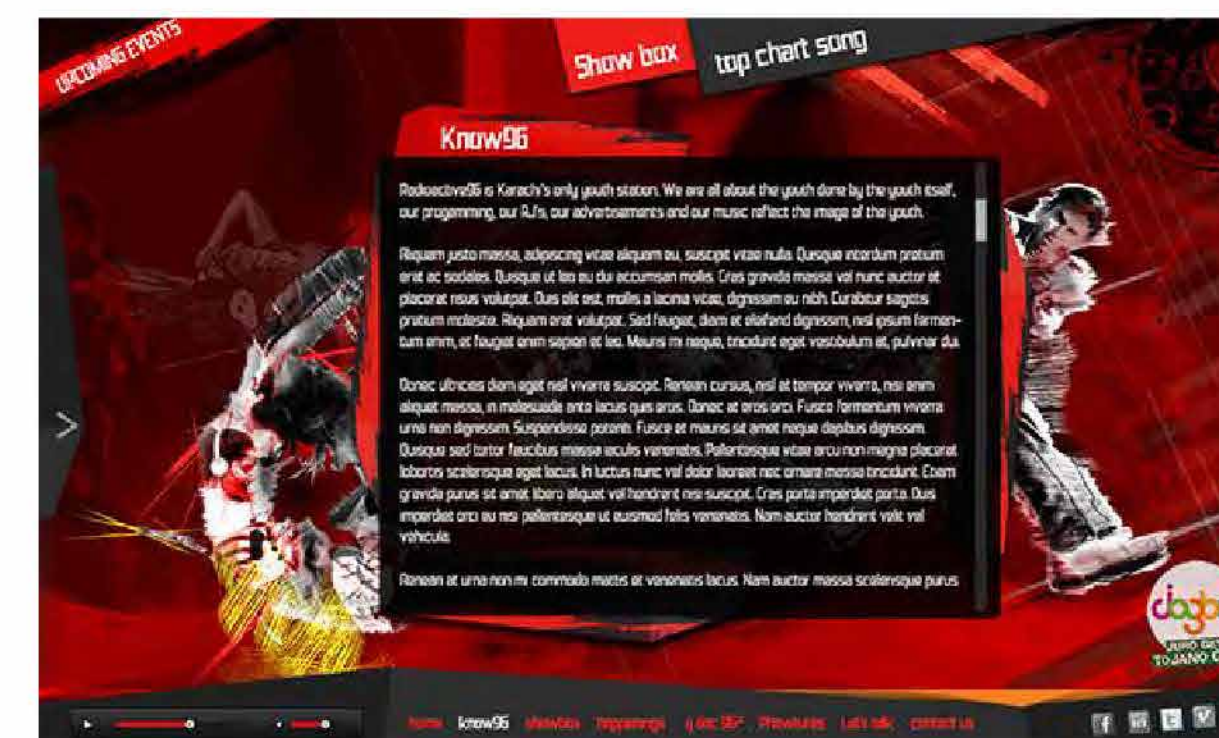 UPCOMING EVENTS
Show box
top chart song
Know96
Radioactive96 is Karachi's only youth station. We are all about the youth done by the youth itself,
our progemming, our RJ's, our advertisements and our music reflect the image of the youth.
Aliquam justo massa, adipiscing vitae aliquam eu, suscipit vitae nulla. Quisque interdum pretium
erat ac sodales. Quisque ut leo eu dui accumsan mollis. Cras gravida massa vel nunc auctor at
placerat risus volutpat. Duis elit est, mollis a lacinia vitae, dignissim eu nibh. Curabitur sagittis
pretium molestie. Aliquam erat volutpat. Sed feugiat, diam et eleifend dignissim, nisl ipsum fermen-
tum enim, et feugiat enim sapien et leo. Mauris mi neque, tincidunt eget vestibulum at, pulvinar dui.
Donec ultricies diam eget nisl viverra suscipit. Aenean cursus, nisl at tempor viverra, nisi enim
aliquet massa, in malesuada ante lacus quis eros. Donec at eros orci. Fusce fermentum viverra
urna non dignissim. Suspendisse potenti. Fusce et mauris sit amet neque dapibus dignissim.
Quisque sed tortor faucibus massa iaculis venenatis. Pellentesque vitae arcu non magna placerat
lobortis scelerisque eget lacus. In luctus nunc vel dolor laoreet nec ornare massa tincidunt. Etiam
gravida purus sit amet libero aliquet vel hendrerit nisi suscipit. Cras porta imperdiet porta. Duis
imperdiet orci eu nisi pellentesque ut euismod felis venenatis. Nam auctor hendrerit velit vel
vehicula.
Aenean at urna non mi commodo mattis et venenatis lacus. Nam auctor massa scelerisque purus
home know96 showbox happenings Photures Let's talk contact us